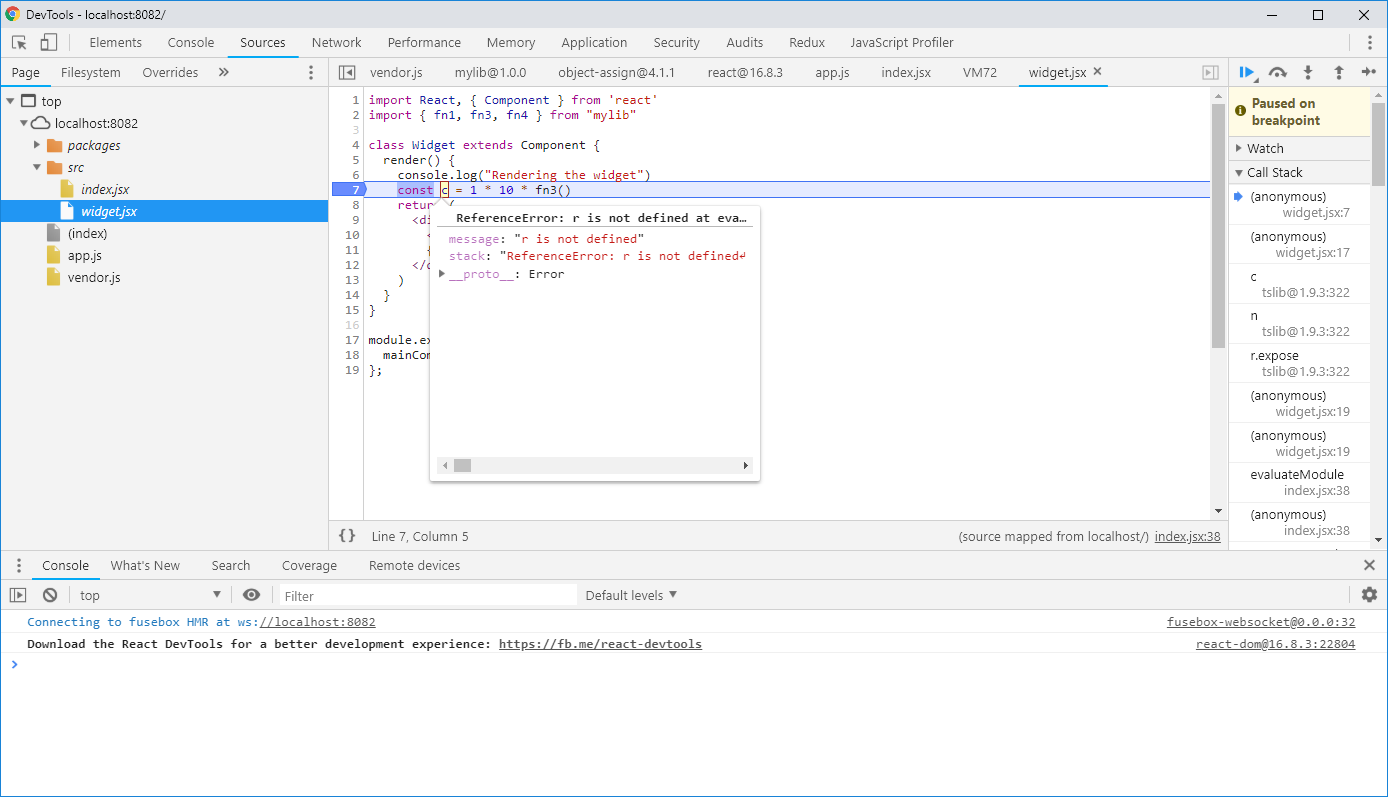 DevTools - localhost:8082/
Elements Console Sources Network Performance Memory Application Security Audits Redux JavaScript Profiler
Page Filesystem Overrides »
top
localhost:8082
packages
src
index.jsx
widget.jsx
(index)
app.js
vendor.js
vendor.js mylib@1.0.0 object-assign@4.1.1 react@16.8.3 app.js index.jsx VM72 widget.jsx ×
1 import React, { Component } from 'react'
2 import { fn1, fn3, fn4 } from "mylib"
3
4 class Widget extends Component {
5 render() {
6 console.log("Rendering the widget")
7 const c = 1 * 10 * fn3()
8 return (
9 <di
10 <
11 {
12 </d
13 )
14 }
15 }
16
17 module.ex
18 mainCom
19 };
ReferenceError: r is not defined at eva…
message: "r is not defined"
stack: "ReferenceError: r is not defined↵
__proto__: Error
{} Line 7, Column 5 (source mapped from localhost/) index.jsx:38
Paused on
breakpoint
Watch
Call Stack
(anonymous)
widget.jsx:7
(anonymous)
widget.jsx:17
c
tslib@1.9.3:322
n
tslib@1.9.3:322
r.expose
tslib@1.9.3:322
(anonymous)
widget.jsx:19
(anonymous)
widget.jsx:19
evaluateModule
index.jsx:38
(anonymous)
index.jsx:38
Console What's New Search Coverage Remote devices
top Filter Default levels
Connecting to fusebox HMR at ws://localhost:8082 fusebox-websocket@0.0.0:32
Download the React DevTools for a better development experience: https://fb.me/react-devtools react-dom@16.8.3:22804